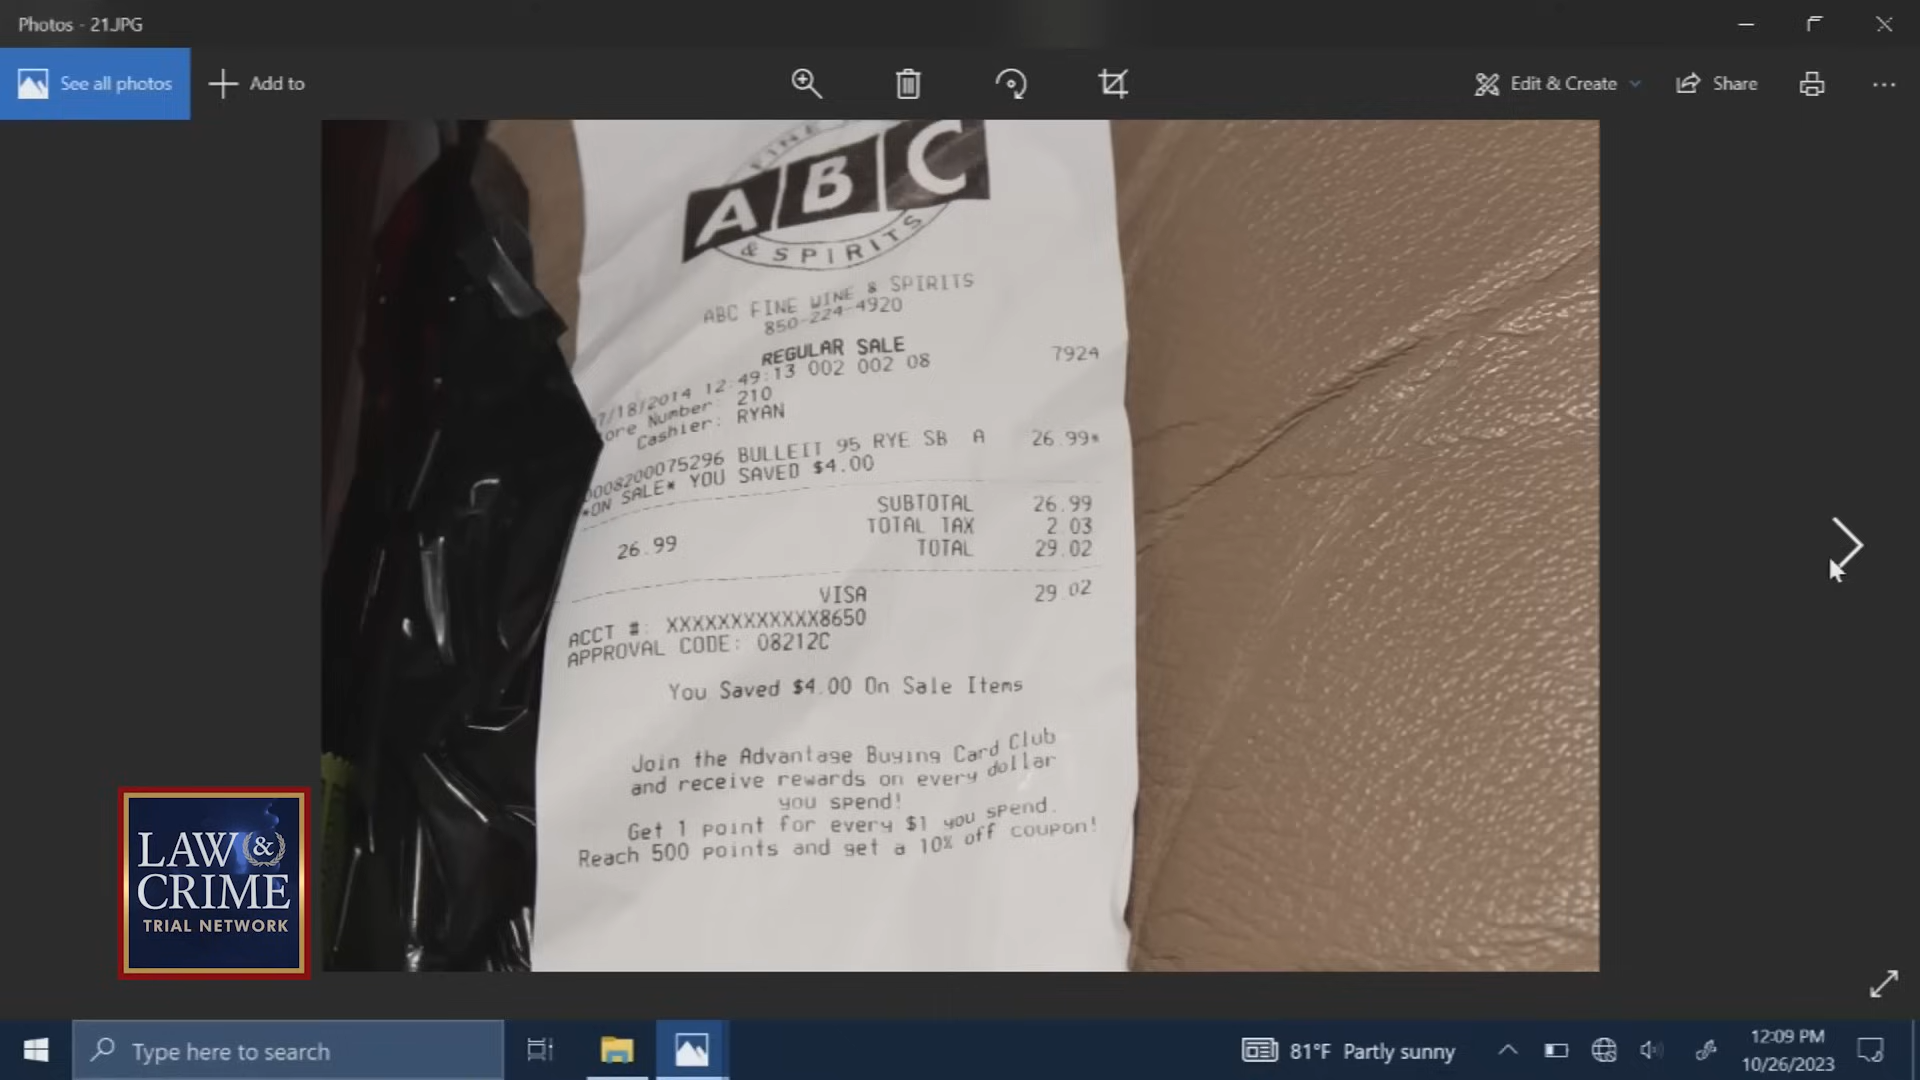 Photos - 21.JPG
See all photos
Add to
Edit & Create
Share
FINE
ABC
& SPIRITS
ABC FINE WINE & SPIRITS
850-224-4920
REGULAR SALE
7924
7/18/2014 12:49:13 002 002 08
ore Number: 210
Cashier: RYAN
0008200075296 BULLEIT 95 RYE SB A 26.99*
*ON SALE* YOU SAVED $4.00
SUBTOTAL 26.99
TOTAL TAX 2.03
26.99 TOTAL 29.02
VISA 29.02
ACCT #: XXXXXXXXXXXX8650
APPROVAL CODE: 08212C
You Saved $4.00 On Sale Items
Join the Advantage Buying Card Club
and receive rewards on every dollar
you spend!
Get 1 point for every $1 you spend.
Reach 500 points and get a 10% off coupon!
LAW &
CRIME
TRIAL NETWORK
Type here to search
81°F Partly sunny
12:09 PM
10/26/2023